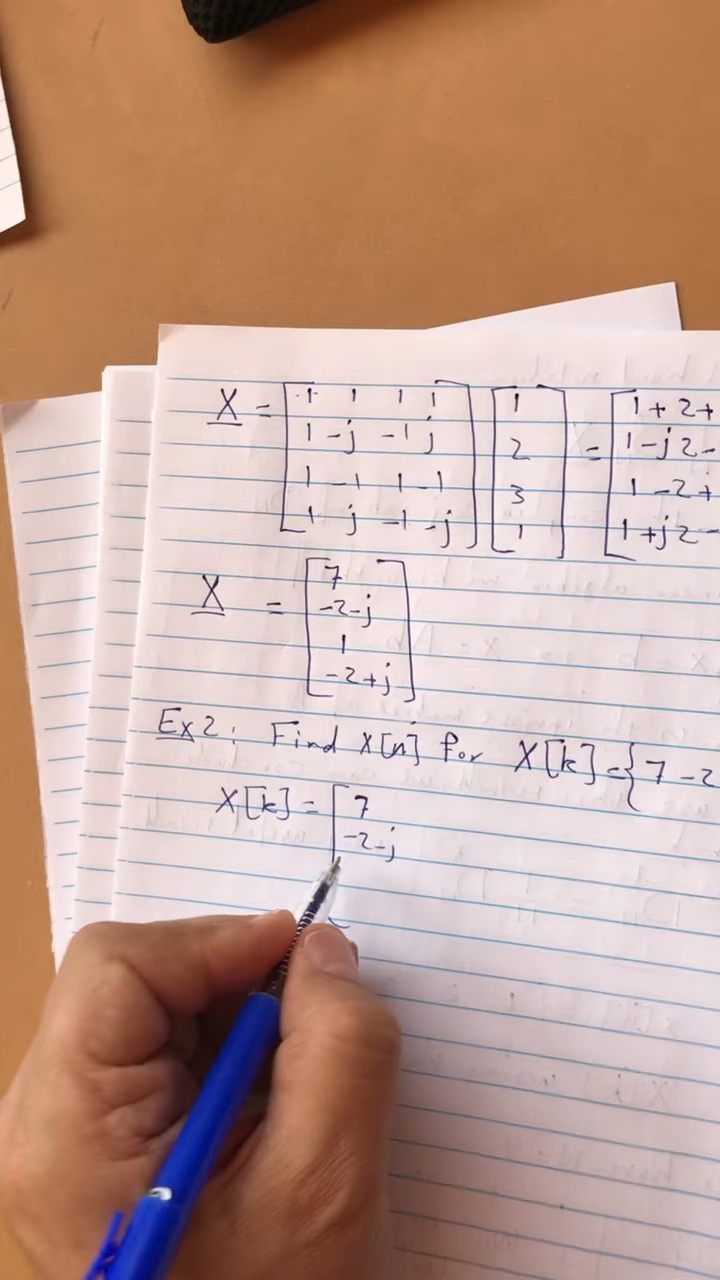 X = [1 1 1 1 [1 = [1+2+
1 -j -1 j 2 1-j2-
1 -1 1 -1 3 1-2+
1 j -1 -j] 1] 1+j2-
X = [7
-2-j
1
-2+j]
Ex2: Find x[n] for X[k]={7 -2
X[k] = [7
-2-j